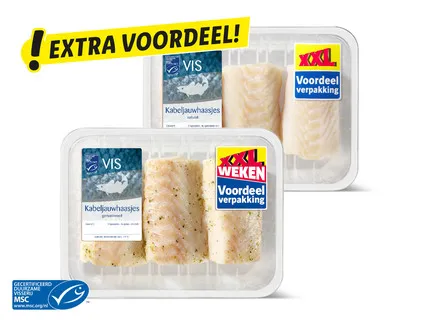 ! EXTRA VOORDEEL!
VIS
Kabeljauwhaasjes
naturel
XXL
Voordeel
verpakking
VIS
Kabeljauwhaasjes
gemarineerd
XXL
WEKEN
Voordeel
verpakking
GECERTIFICEERD
DUURZAME
VISSERIJ
MSC
www.msc.org/nl